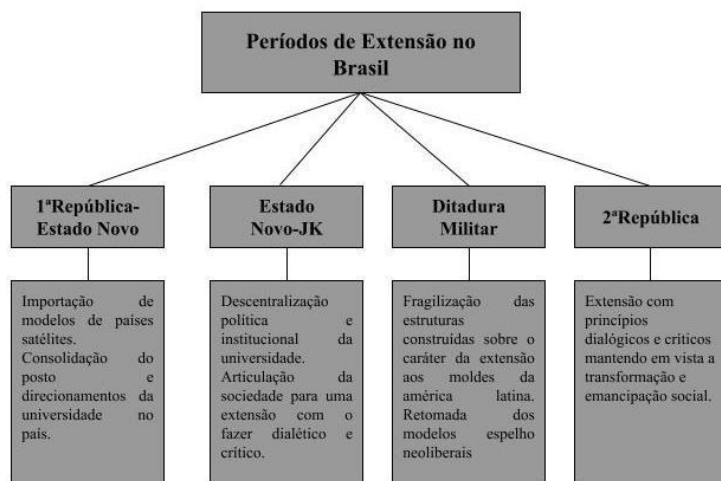 Períodos de Extensão no
Brasil
1ªRepública-
Estado Novo
Estado
Novo-JK
Ditadura
Militar
2ªRepública
Importação de
modelos de países
satélites.
Consolidação do
posto e
direcionamentos da
universidade no
país.
Descentralização
política e
institucional da
universidade.
Articulação da
sociedade para uma
extensão com o
fazer dialético e
crítico.
Fragilização das
estruturas
construídas sobre o
caráter da extensão
aos moldes da
américa latina.
Retomada dos
modelos espelho
neoliberais
Extensão com
princípios
dialógicos e críticos
mantendo em vista a
transformação e
emancipação social.